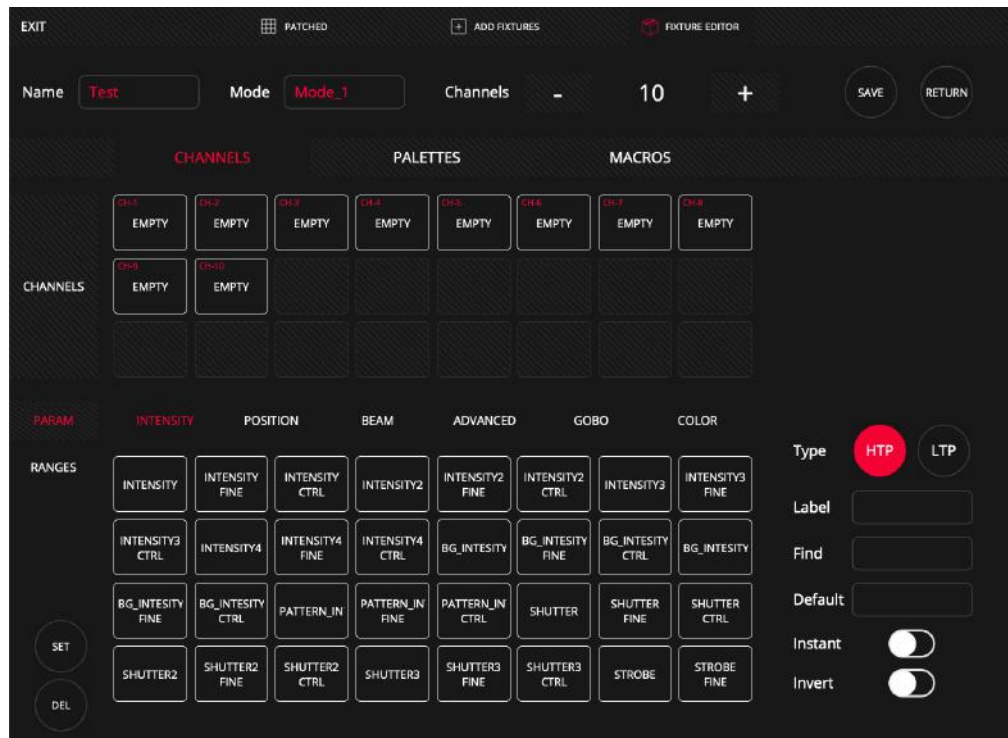 EXIT PATCHED + ADD FIXTURES FIXTURE EDITOR
Name Test Mode Mode_1 Channels - 10 + SAVE RETURN
CHANNELS PALETTES MACROS
CH-1 CH-2 CH-3 CH-4 CH-5 CH-6 CH-7 CH-8
EMPTY EMPTY EMPTY EMPTY EMPTY EMPTY EMPTY EMPTY
CH-9 CH-10
CHANNELS EMPTY EMPTY
PARAM INTENSITY POSITION BEAM ADVANCED GOBO COLOR
Type HTP LTP
RANGES
INTENSITY INTENSITY FINE INTENSITY CTRL INTENSITY2 INTENSITY2 FINE INTENSITY2 CTRL INTENSITY3 INTENSITY3 FINE
Label
INTENSITY3 CTRL INTENSITY4 INTENSITY4 FINE INTENSITY4 CTRL BG_INTESITY BG_INTESITY FINE BG_INTESITY CTRL BG_INTESITY
Find
BG_INTESITY FINE BG_INTESITY CTRL PATTERN_IN PATTERN_IN FINE PATTERN_IN CTRL SHUTTER SHUTTER FINE SHUTTER CTRL
Default
SET
Instant
SHUTTER2 SHUTTER2 FINE SHUTTER2 CTRL SHUTTER3 SHUTTER3 FINE SHUTTER3 CTRL STROBE STROBE FINE
Invert
DEL